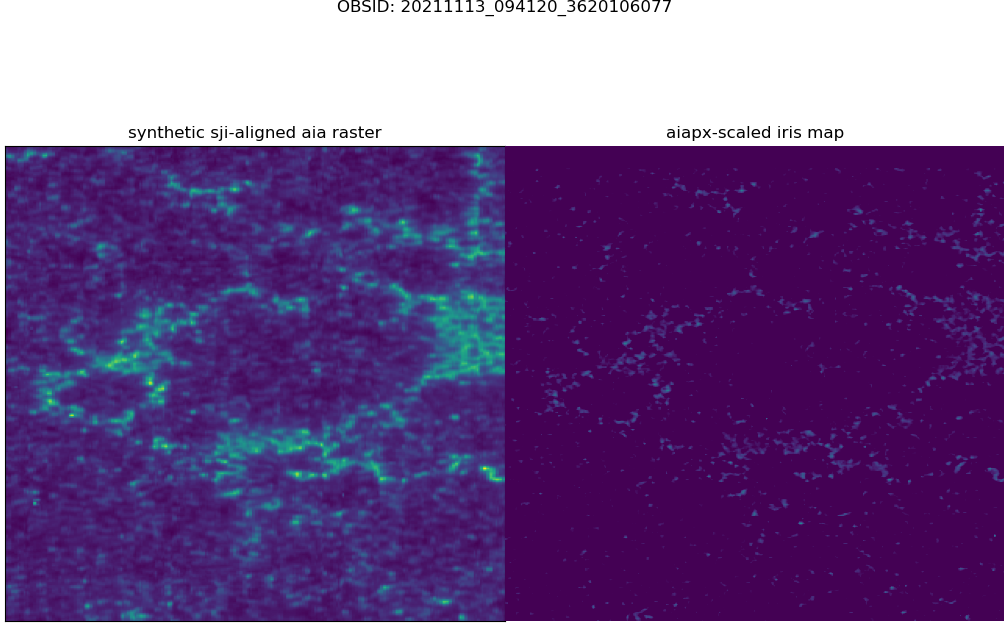 OBSID: 20211113_094120_3620106077
synthetic sji-aligned aia raster
aiapx-scaled iris map